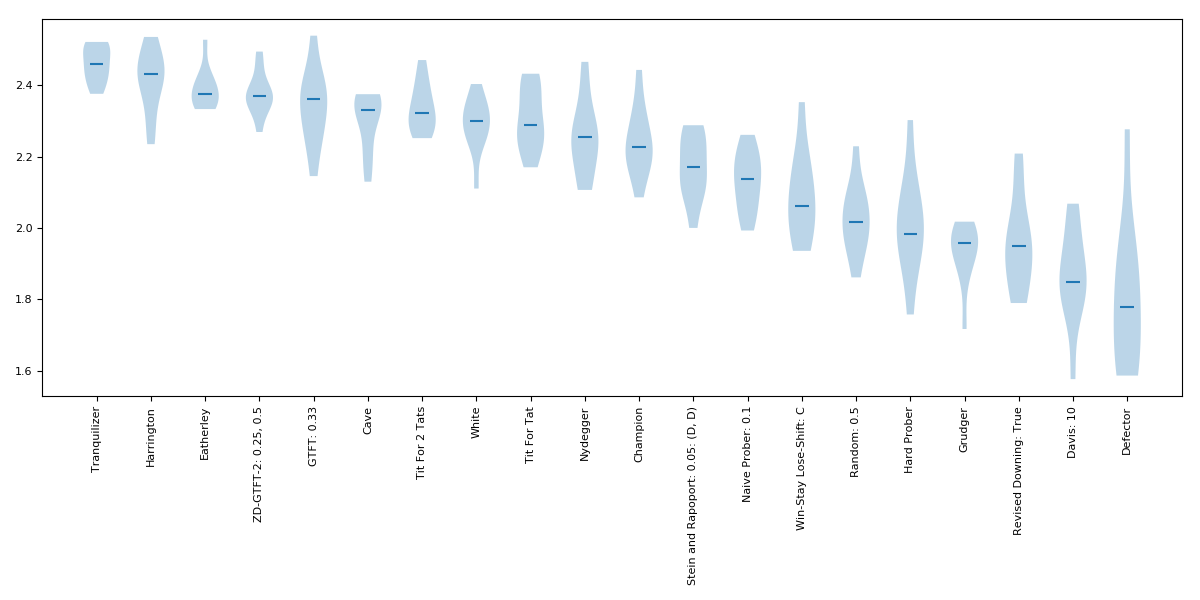 2.4
2.2
2.0
1.8
1.6
Tranquilizer
Harrington
Eatherley
ZD-GTFT-2: 0.25, 0.5
GTFT: 0.33
Cave
Tit For 2 Tats
White
Tit For Tat
Nydegger
Champion
Stein and Rapoport: 0.05: (D, D)
Naive Prober: 0.1
Win-Stay Lose-Shift: C
Random: 0.5
Hard Prober
Grudger
Revised Downing: True
Davis: 10
Defector